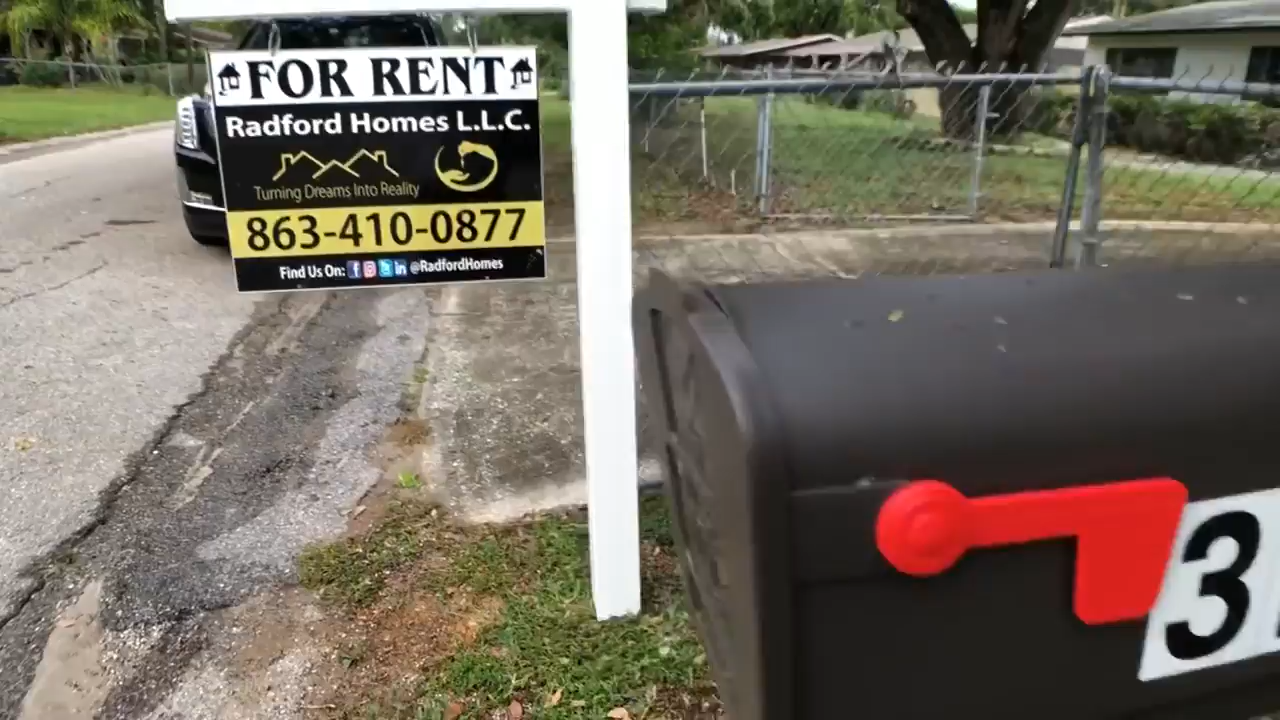 FOR RENT
Radford Homes L.L.C.
Turning Dreams Into Reality
863-410-0877
Find Us On: @RadfordHomes
3